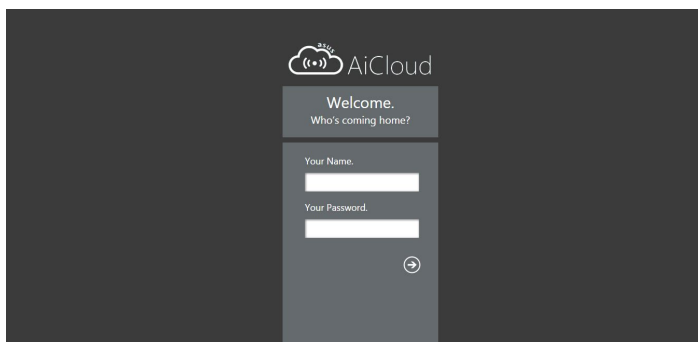 asus
AiCloud
Welcome.
Who's coming home?
Your Name.
Your Password.